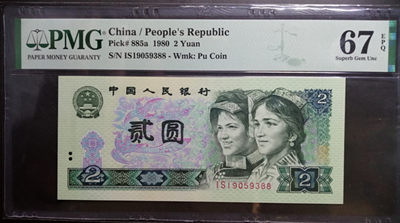 PMG
PAPER MONEY GUARANTY
China / People's Republic
Pick# 885a 1980 2 Yuan
S/N IS19059388 - Wmk: Pu Coin
67 EPQ
Superb Gem Unc
中国人民银行
2
贰圆
2
IS19059388
2